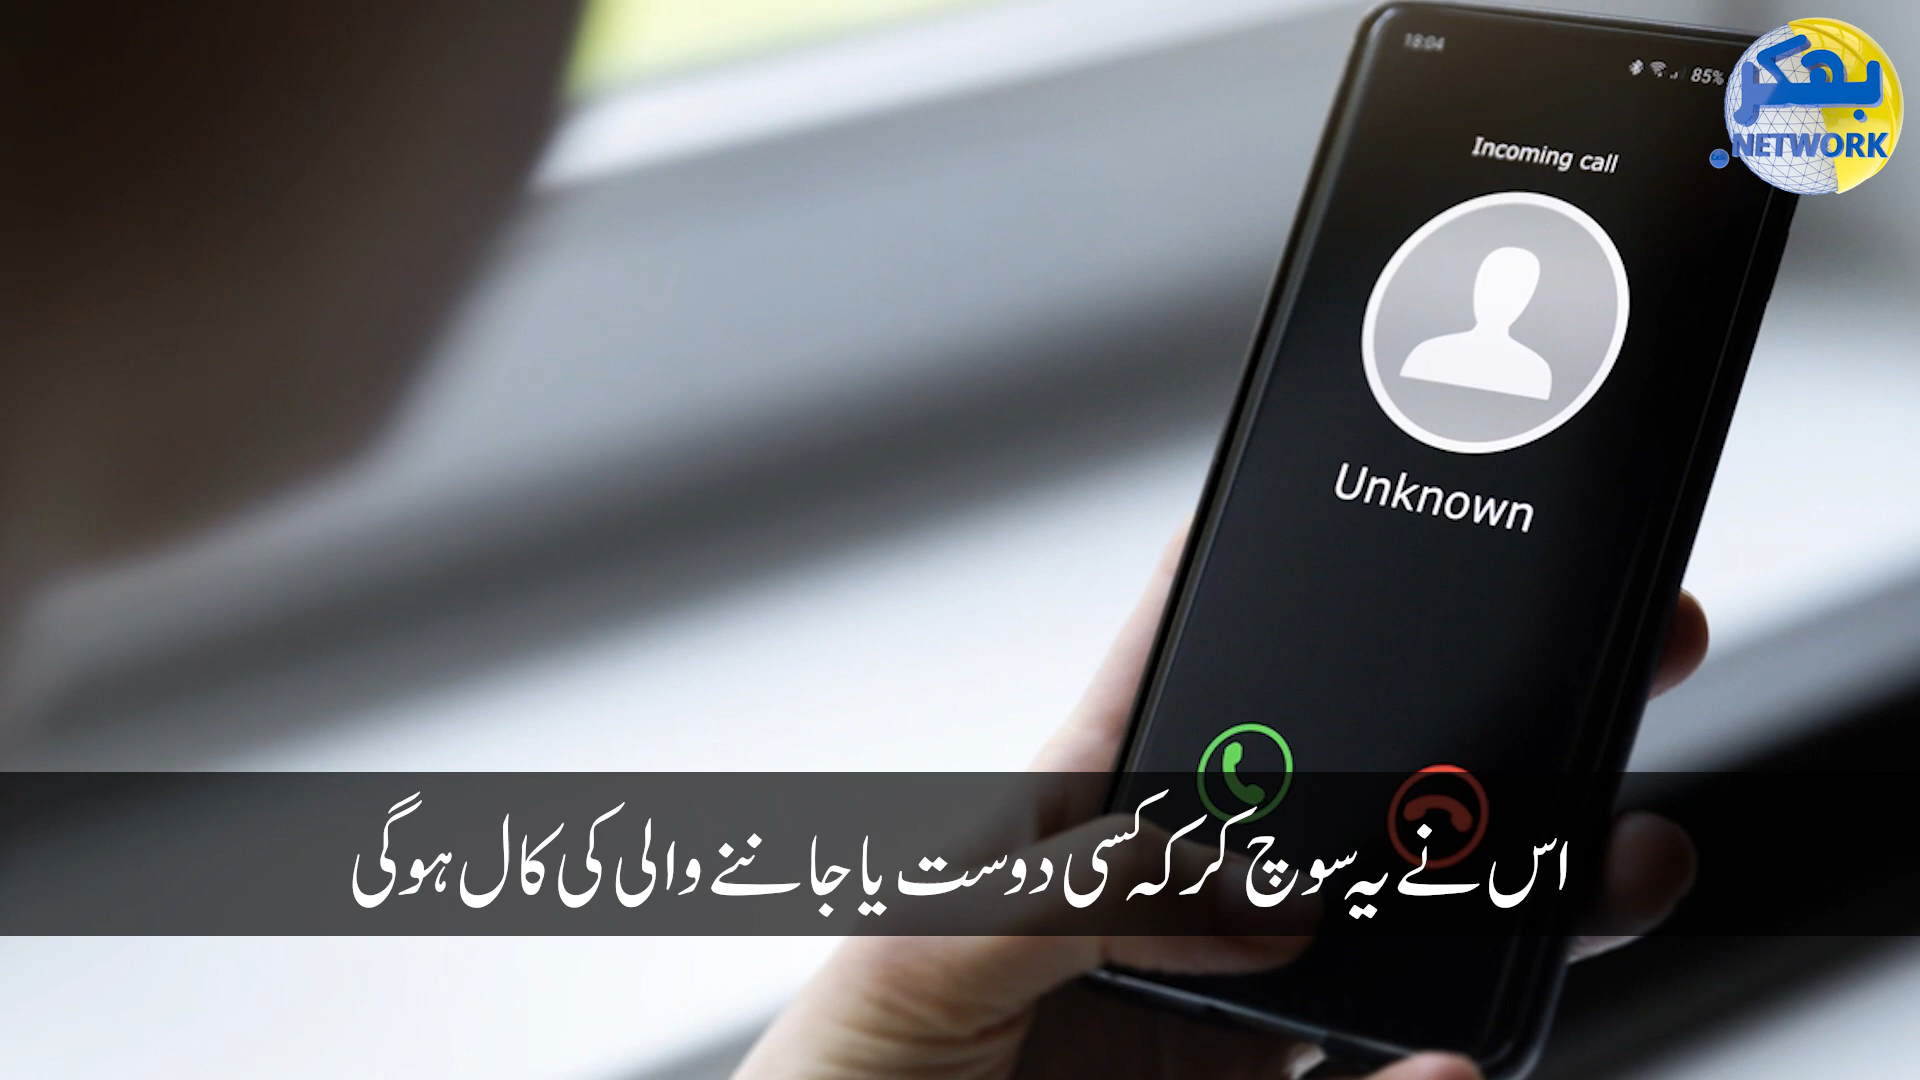 18:04
85%
Incoming call
Unknown
بھکر
NETWORK
اس نے یہ سوچ کر کہ کسی دوست یا جاننے والی کی کال ہوگی